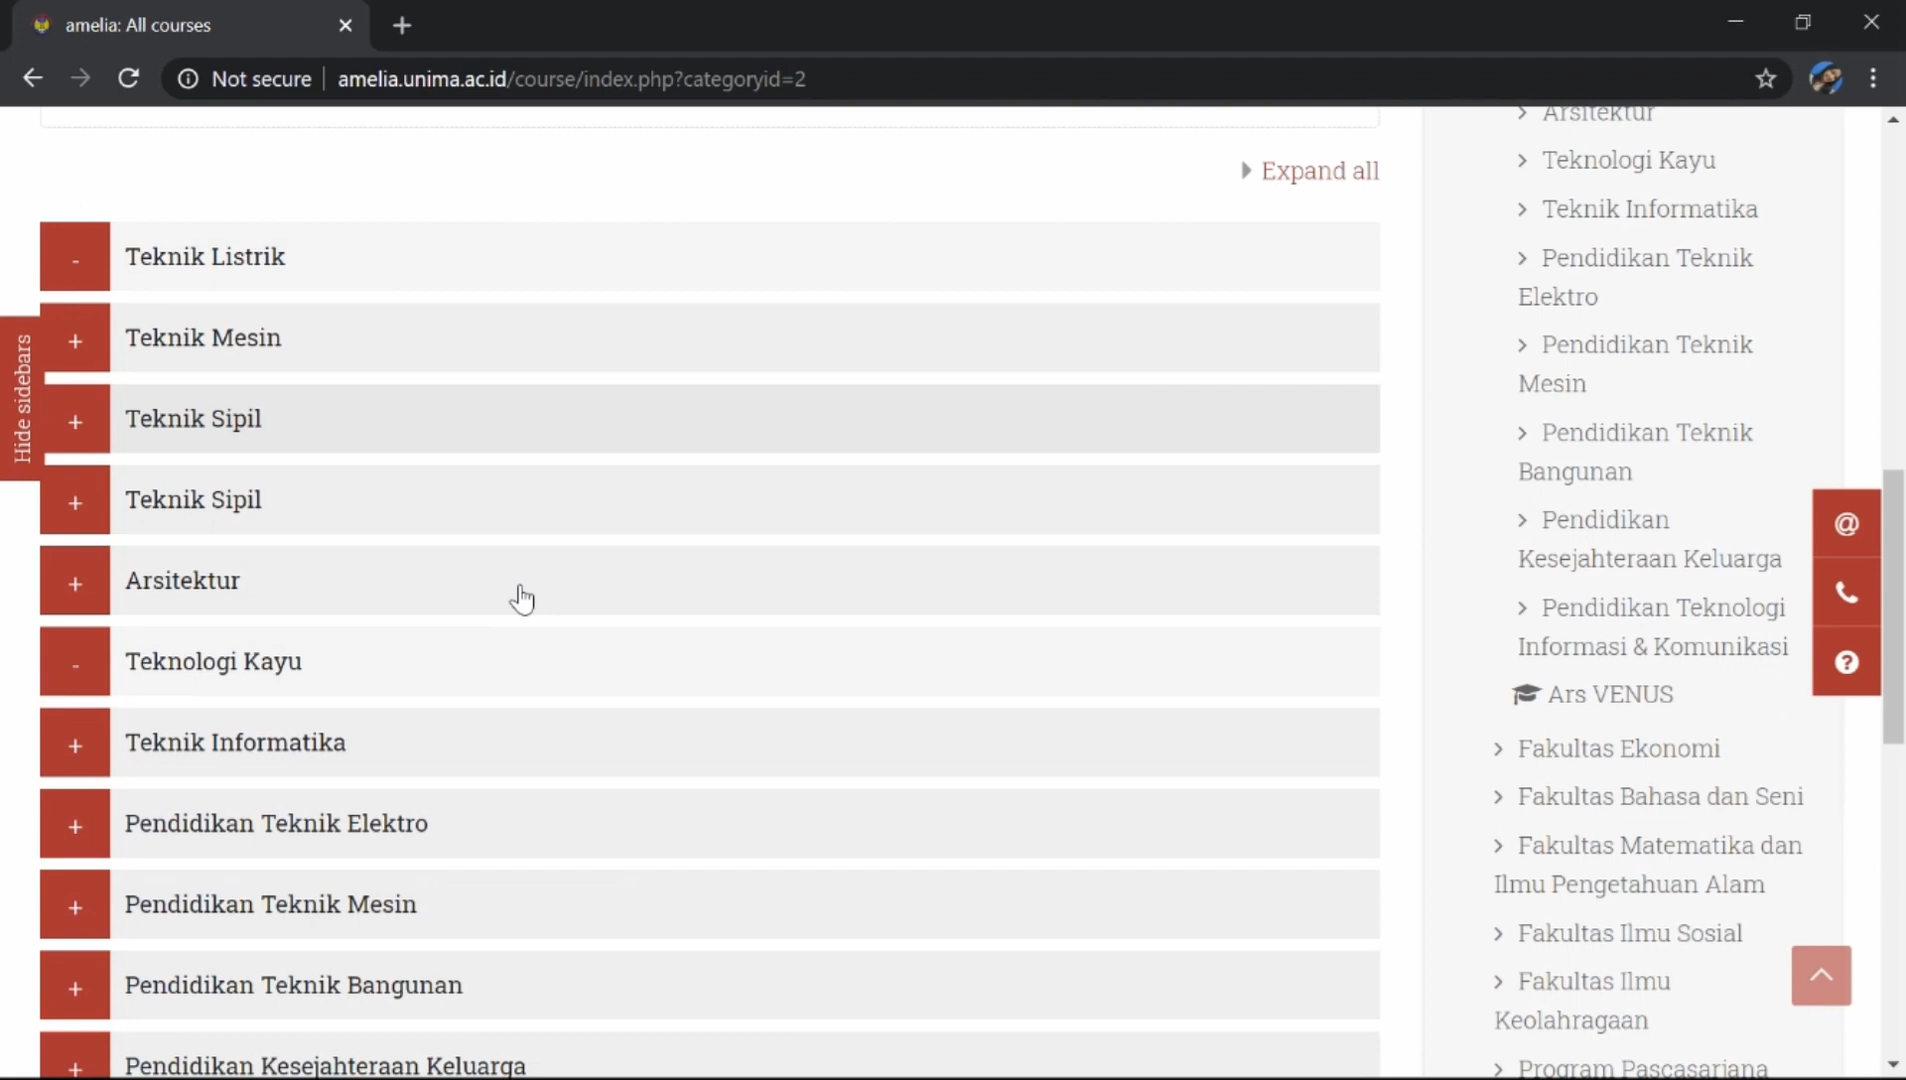 amelia: All courses
Not secure
amelia.unima.ac.id/course/index.php?categoryid=2
Expand all
- Teknik Listrik
+ Teknik Mesin
+ Teknik Sipil
+ Teknik Sipil
+ Arsitektur
- Teknologi Kayu
+ Teknik Informatika
+ Pendidikan Teknik Elektro
+ Pendidikan Teknik Mesin
+ Pendidikan Teknik Bangunan
+ Pendidikan Kesejahteraan Keluarga
Hide sidebars
Arsitektur
Teknologi Kayu
Teknik Informatika
Pendidikan Teknik
Elektro
Pendidikan Teknik
Mesin
Pendidikan Teknik
Bangunan
Pendidikan
Kesejahteraan Keluarga
Pendidikan Teknologi
Informasi & Komunikasi
Ars VENUS
Fakultas Ekonomi
Fakultas Bahasa dan Seni
Fakultas Matematika dan
Ilmu Pengetahuan Alam
Fakultas Ilmu Sosial
Fakultas Ilmu
Keolahragaan
Program Pascasarjana
@
?